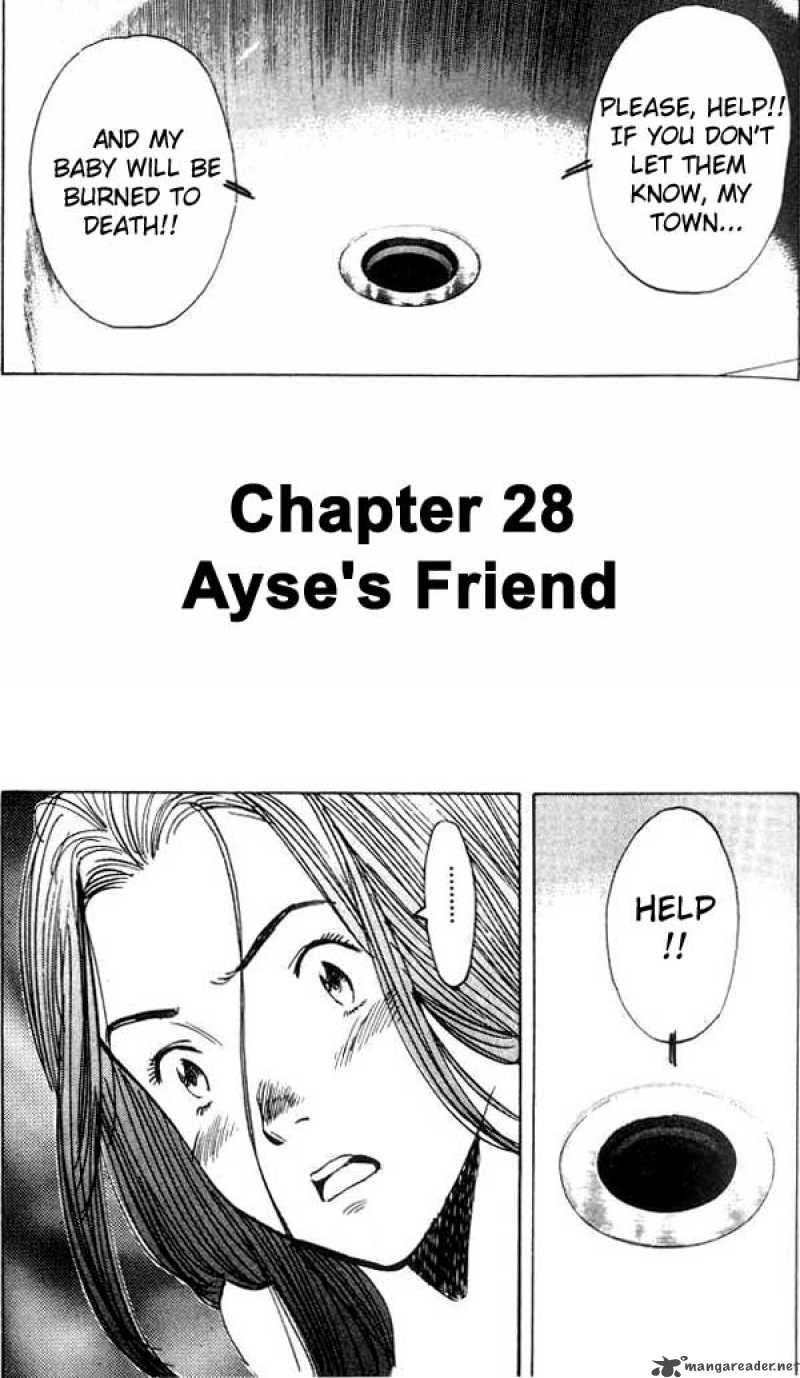 PLEASE, HELP!!
IF YOU DON'T
LET THEM
KNOW, MY
TOWN...
AND MY
BABY WILL BE
BURNED TO
DEATH!!
Chapter 28
Ayse's Friend
HELP
!!
.........
mangareader.net